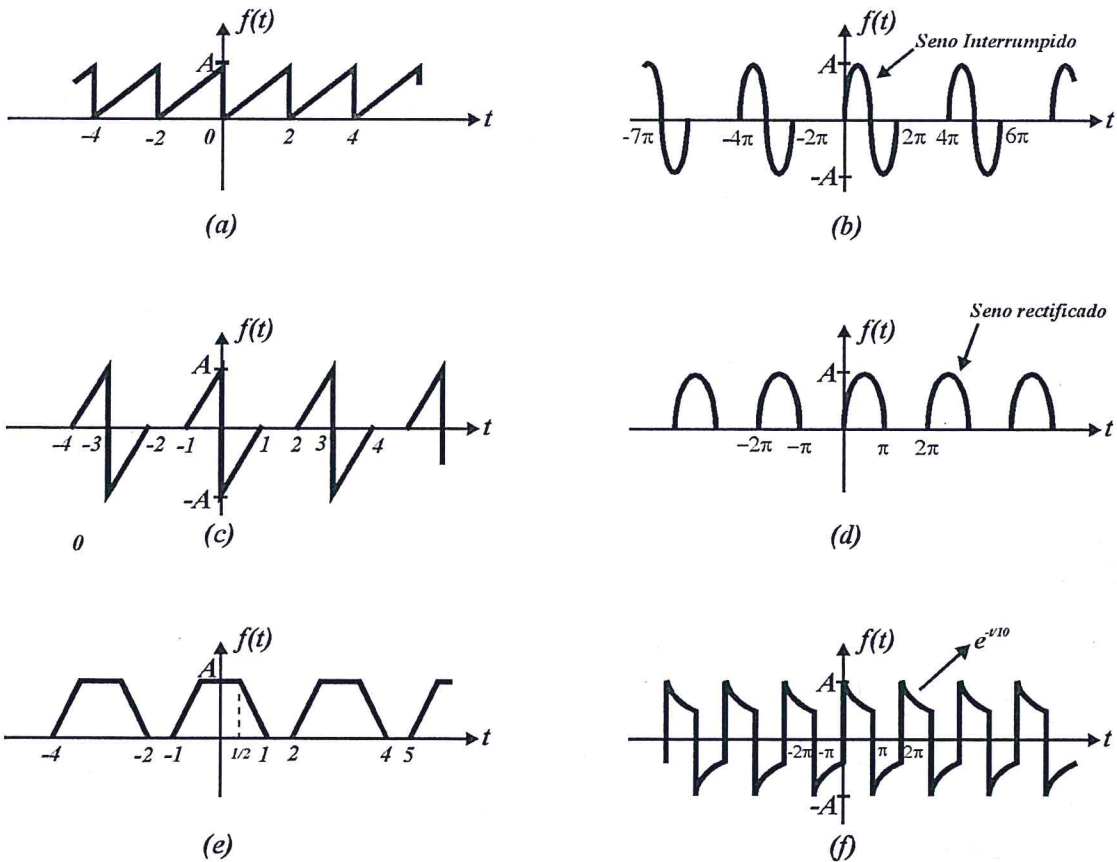 f(t)
A
-4 -2 0 2 4 t
(a)
f(t)
Seno Interrumpido
A
-7π -4π -2π 2π 4π 6π t
-A
(b)
f(t)
A
-4 -3 -2 -1 1 2 3 4 t
-A
0
(c)
f(t)
Seno rectificado
A
-2π -π π 2π t
(d)
f(t)
A
-4 -2 -1 1/2 1 2 4 5 t
(e)
f(t)
e^-t/10
A
-2π -π π 2π t
-A
(f)